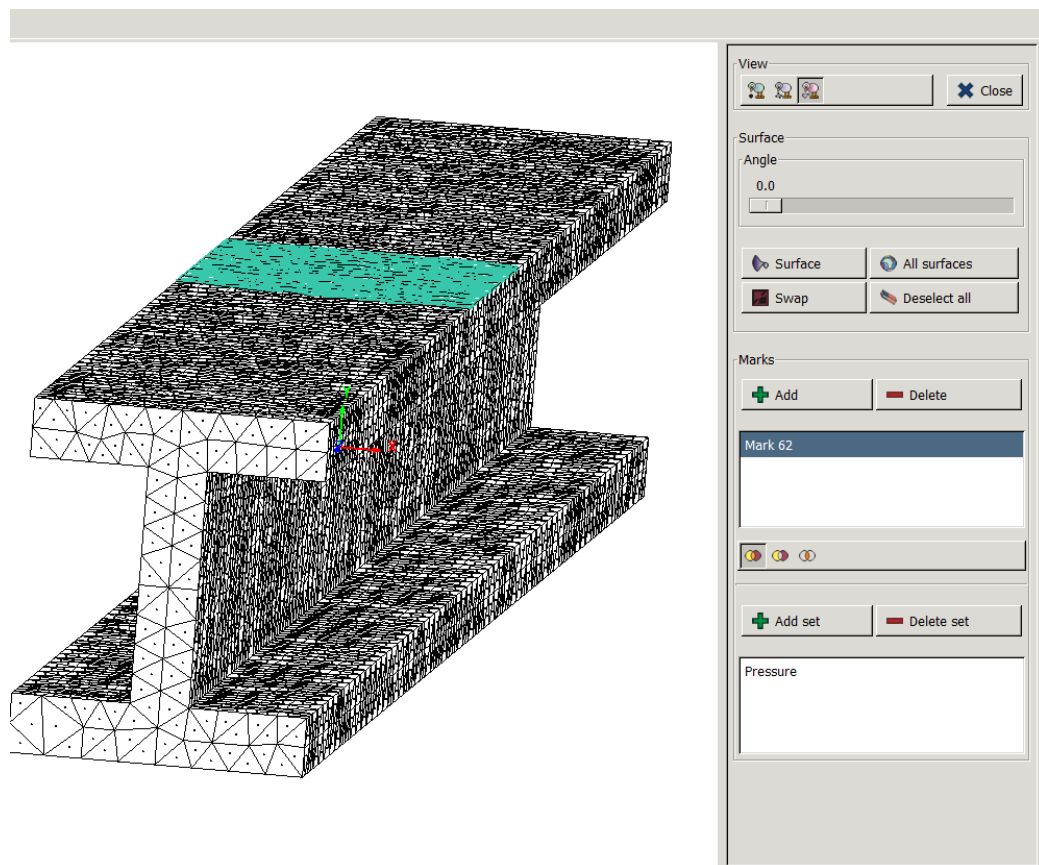 View
Close
Surface
Angle
0.0
Surface
All surfaces
Swap
Deselect all
Marks
Add
Delete
Mark 62
Add set
Delete set
Pressure
Y
X